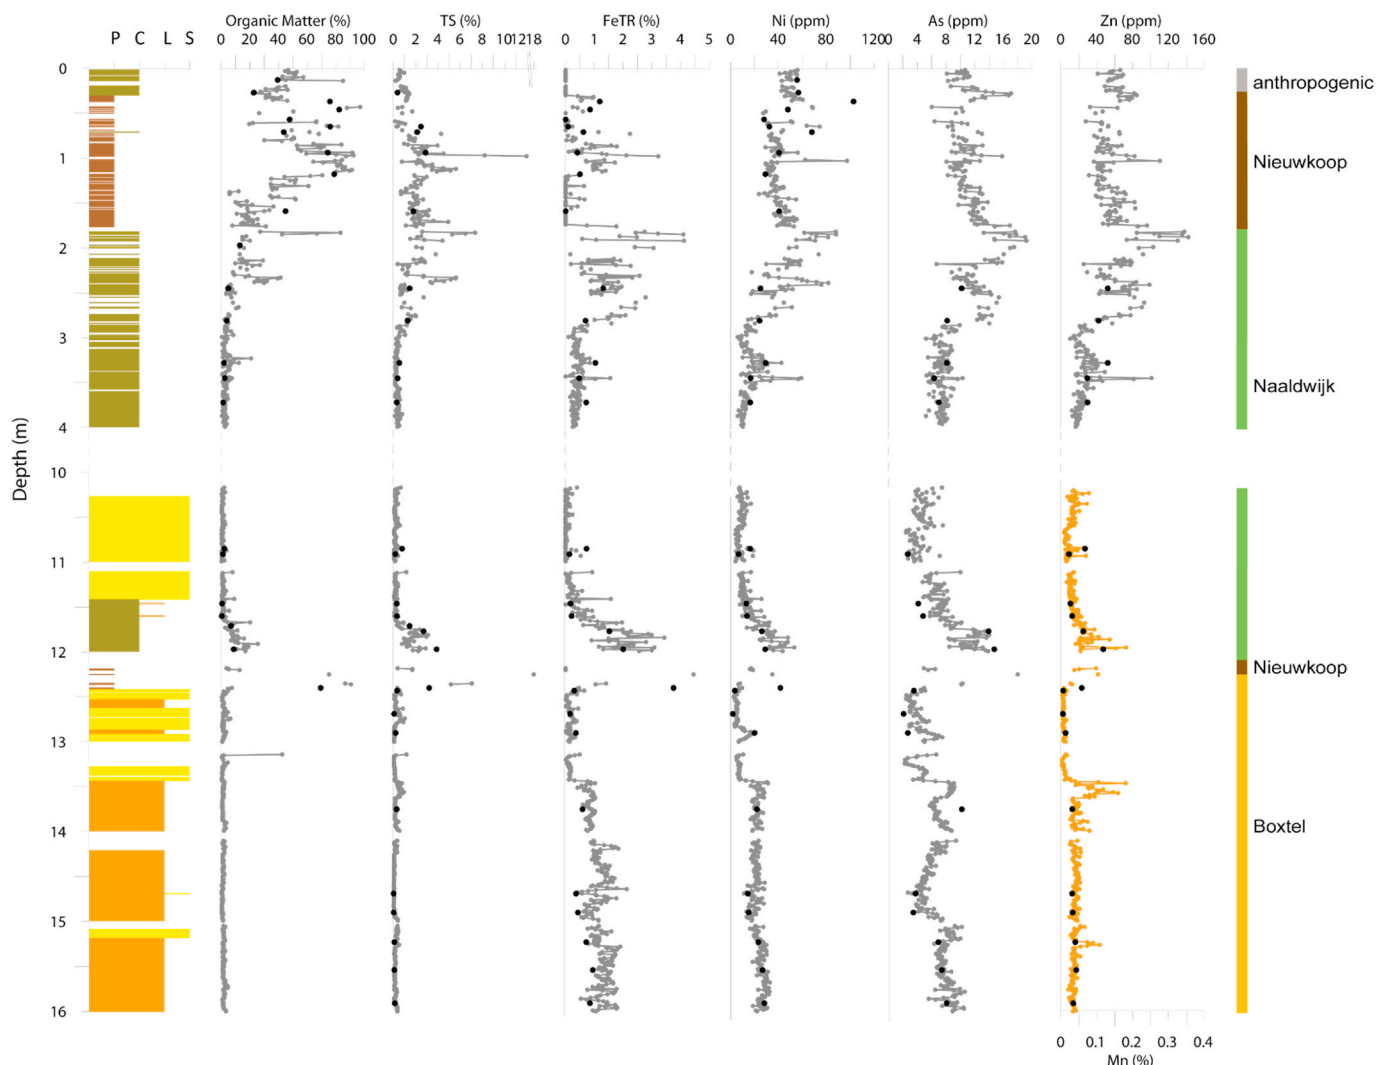 Organic Matter (%) TS (%) FeTR (%) Ni (ppm) As (ppm) Zn (ppm)
P C L S 0 20 40 60 80 100 0 2 4 6 8 10 12 18 0 1 2 3 4 5 0 40 80 120 0 4 8 12 16 20 0 40 80 120 160
0
anthropogenic
1
Nieuwkoop
2
3
Naaldwijk
4
Depth (m)
10
11
12
Nieuwkoop
13
14
Boxtel
15
16
0 0.1 0.2 0.2 0.4
Mn (%)